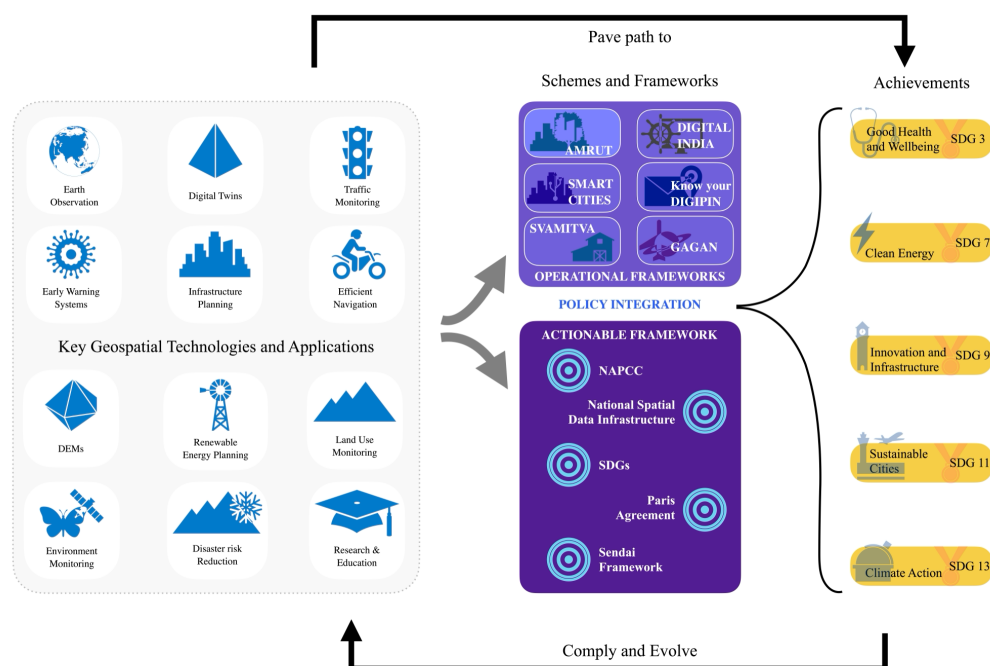 Pave path to
Schemes and Frameworks
Achievements
Earth
Observation
Digital Twins
Traffic
Monitoring
Early Warning
Systems
Infrastructure
Planning
Efficient
Navigation
Key Geospatial Technologies and Applications
DEMs
Renewable
Energy Planning
Land Use
Monitoring
Environment
Monitoring
Disaster risk
Reduction
Research &
Education
AMRUT
DIGITAL
INDIA
SMART
CITIES
Know your
DIGIPIN
SVAMITVA
GAGAN
OPERATIONAL FRAMEWORKS
POLICY INTEGRATION
ACTIONABLE FRAMEWORK
NAPCC
National Spatial
Data Infrastructure
SDGs
Paris
Agreement
Sendai
Framework
Good Health
and Wellbeing
SDG 3
Clean Energy
SDG 7
Innovation and
Infrastructure
SDG 9
Sustainable
Cities
SDG 11
Climate Action
SDG 13
Comply and Evolve